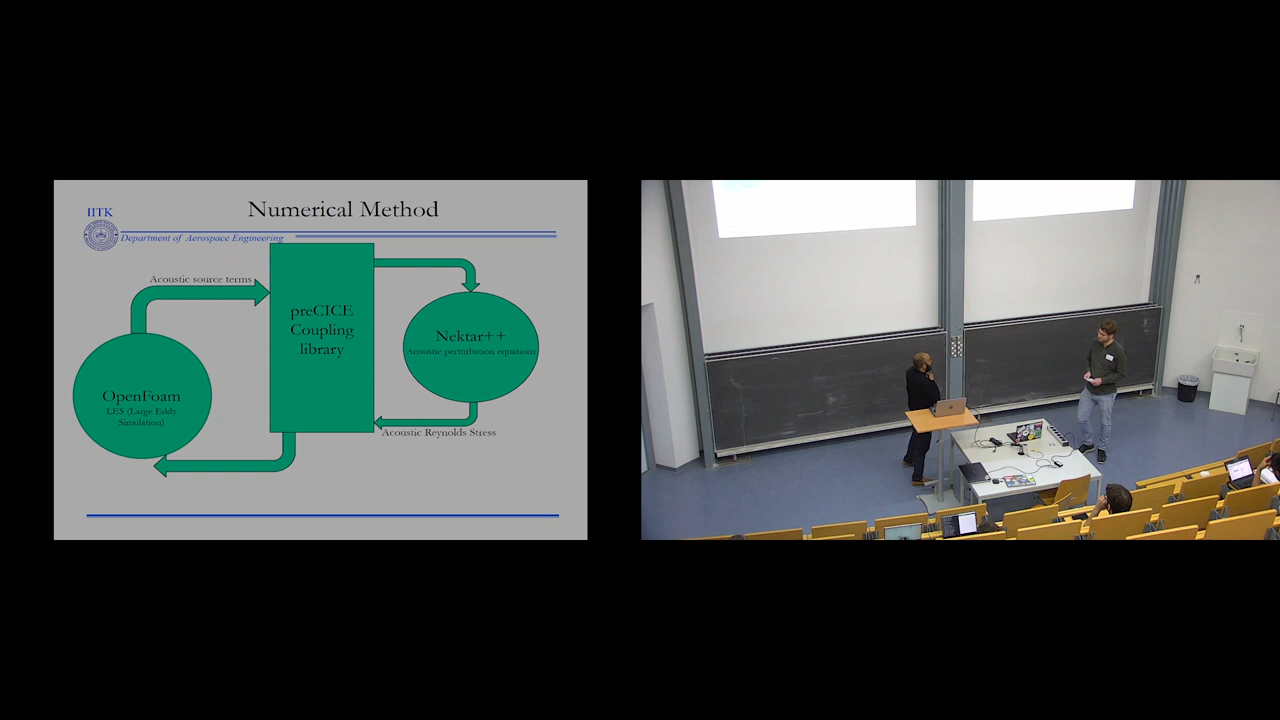 Numerical Method
IITK
Department of Aerospace Engineering
Acoustic source terms
preCICE
Coupling
library
Nektar++
Acoustic perturbation equations
OpenFoam
LES (Large Eddy
Simulation)
Acoustic Reynolds Stress